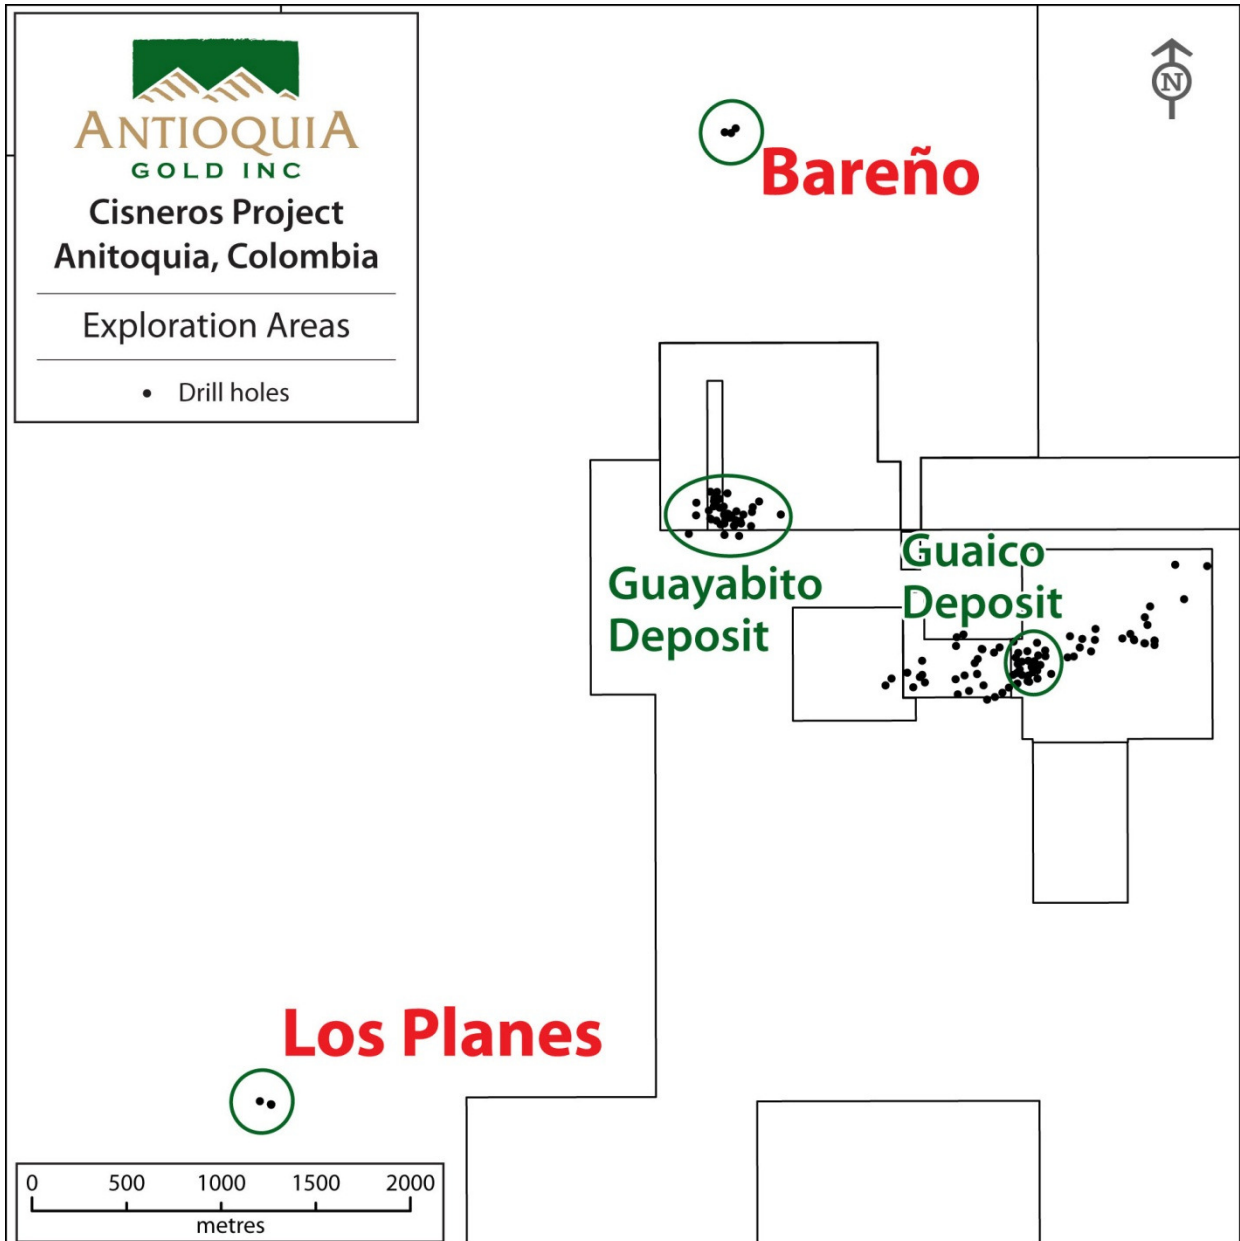 ANTIOQUIA
GOLD INC
Cisneros Project
Anitoquia, Colombia
Exploration Areas
Drill holes
N
Bareño
Guayabito
Deposit
Guaico
Deposit
Los Planes
0 500 1000 1500 2000
metres